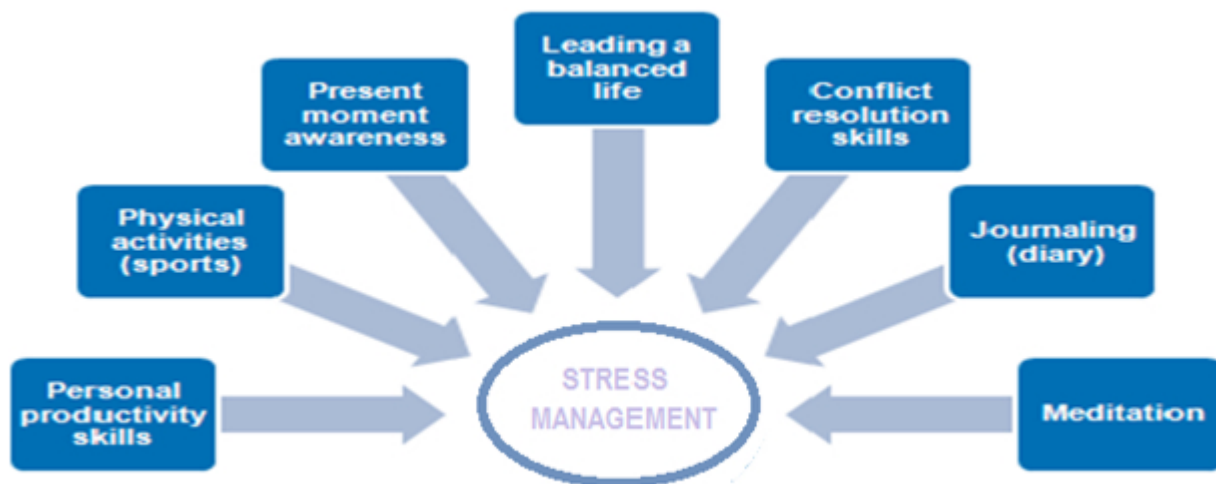 Leading a
balanced
life
Present
moment
awareness
Conflict
resolution
skills
Physical
activities
(sports)
Journaling
(diary)
Personal
productivity
skills
STRESS
MANAGEMENT
Meditation